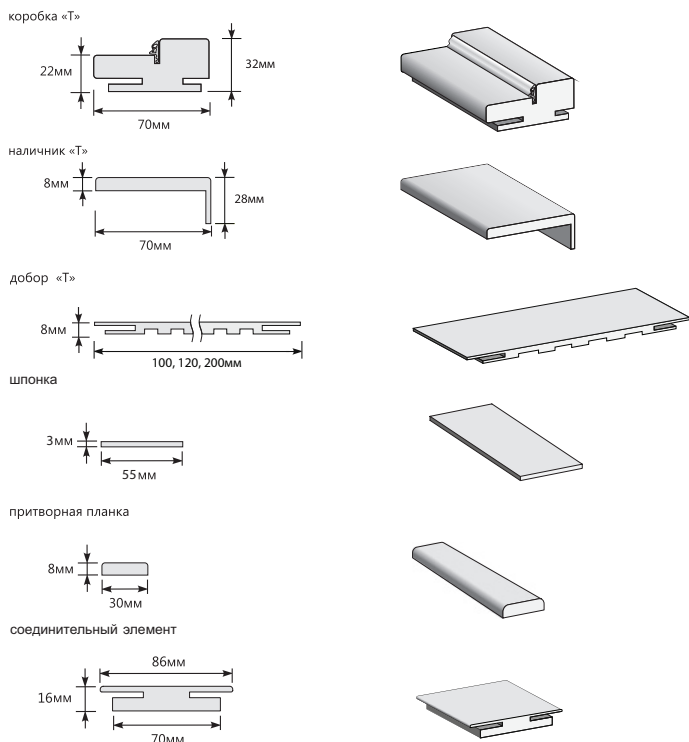 коробка «Т»
22мм
32мм
70мм
наличник «Т»
8мм
28мм
70мм
добор «Т»
8мм
100, 120, 200мм
шпонка
3мм
55мм
притворная планка
8мм
30мм
соединительный элемент
86мм
16мм
70мм